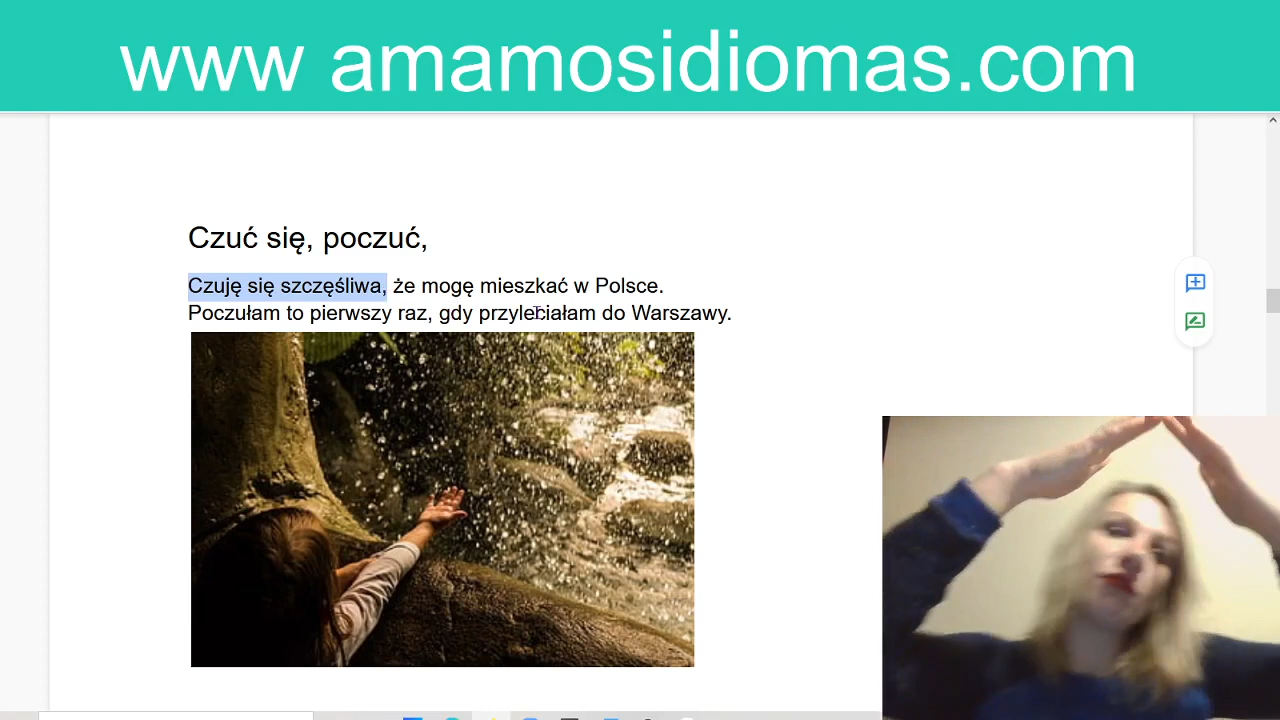 www amamosidiomas.com
Czuć się, poczuć,
Czuję się szczęśliwa, że mogę mieszkać w Polsce.
Poczułam to pierwszy raz, gdy przyleciałam do Warszawy.